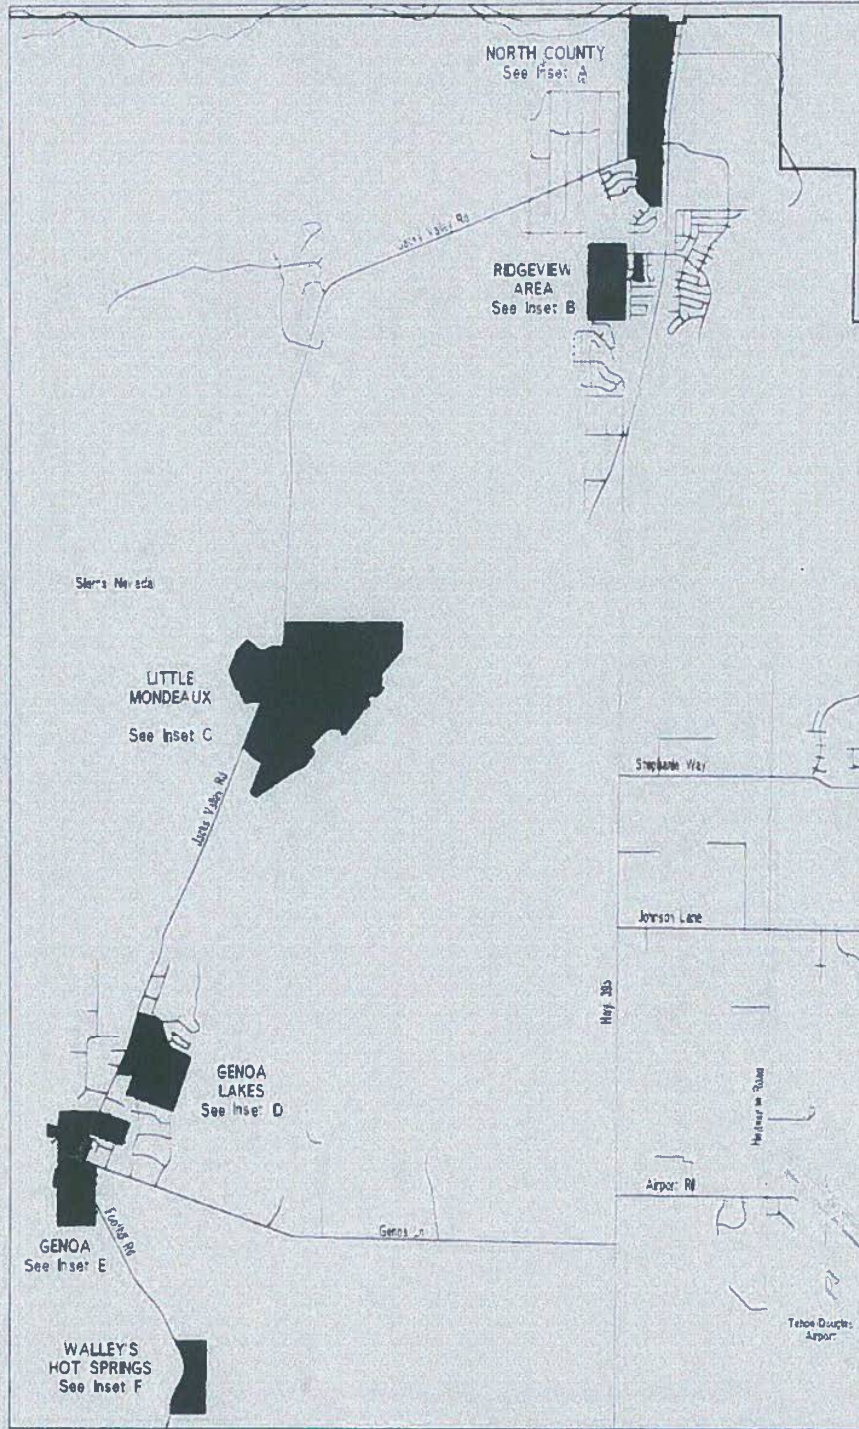 NORTH COUNTY
See Inset A
Jacks Valley Rd
RIDGEVIEW
AREA
See Inset B
Sierra Nevada
LITTLE
MONDEAUX
See Inset C
Stephanie Way
Jacks Valley Rd
Johnson Lane
Hwy. 395
GENOA
LAKES
See Inset D
Airport Rd
Foothill Rd
Genoa Ln
GENOA
See Inset E
Tahoe-Douglas
Airport
WALLEY'S
HOT SPRINGS
See Inset F